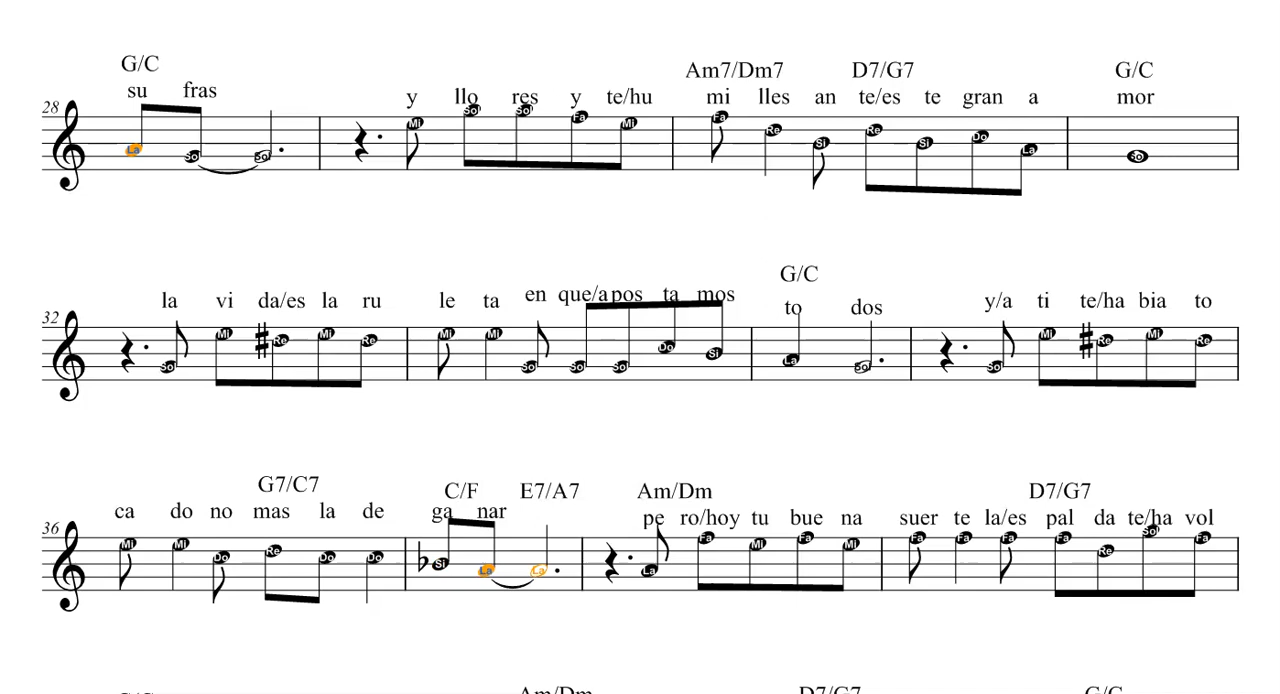 G/C Am7/Dm7 D7/G7 G/C
su fras y llo res y te/hu mi lles an te/es te gran a mor
28
La Sol Sol Mi Sol Sol Fa Mi Fa Re Si Re Si Do La Sol
G/C
la vi da/es la ru le ta en que/a pos ta mos to dos y/a ti te/ha bia to
32
Sol Mi Re Mi Re Mi Mi Sol Sol Sol Do Si La Sol Sol Mi Re Mi Re
G7/C7 C/F E7/A7 Am/Dm D7/G7
ca do no mas la de ga nar pe ro/hoy tu bue na suer te la/es pal da te/ha vol
36
Mi Mi Do Re Do Do Si La La La Fa Mi Fa Mi Fa Fa Fa Fa Re Sol Fa
G/C Am/Dm D7/G7 G/C